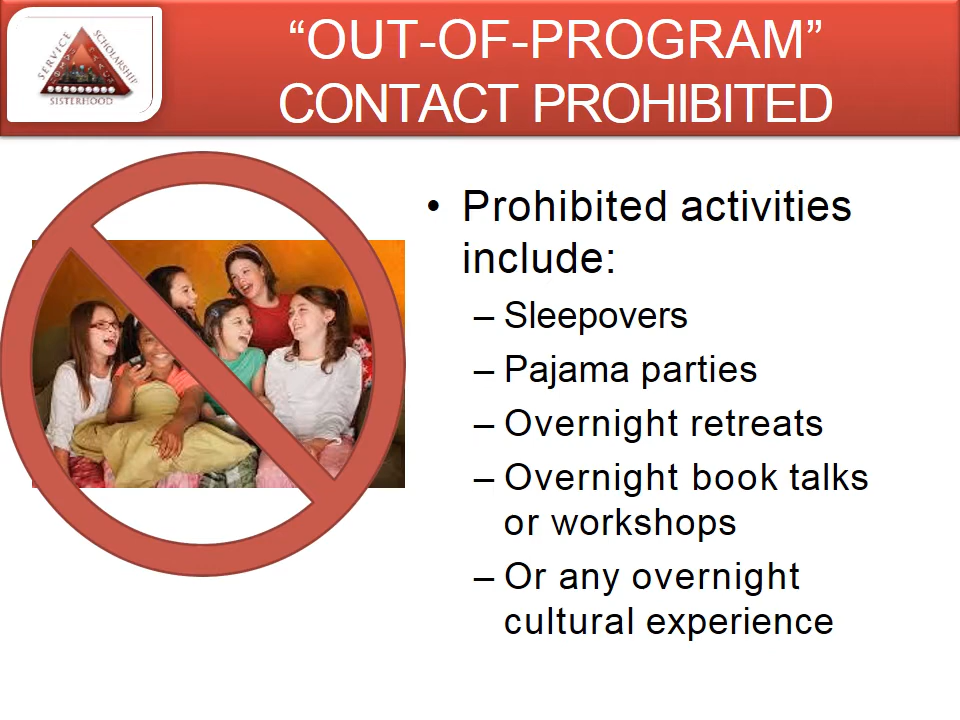 “OUT-OF-PROGRAM”
CONTACT PROHIBITED
SERVICE
SCHOLARSHIP
SISTERHOOD
• Prohibited activities
include:
– Sleepovers
– Pajama parties
– Overnight retreats
– Overnight book talks
or workshops
– Or any overnight
cultural experience